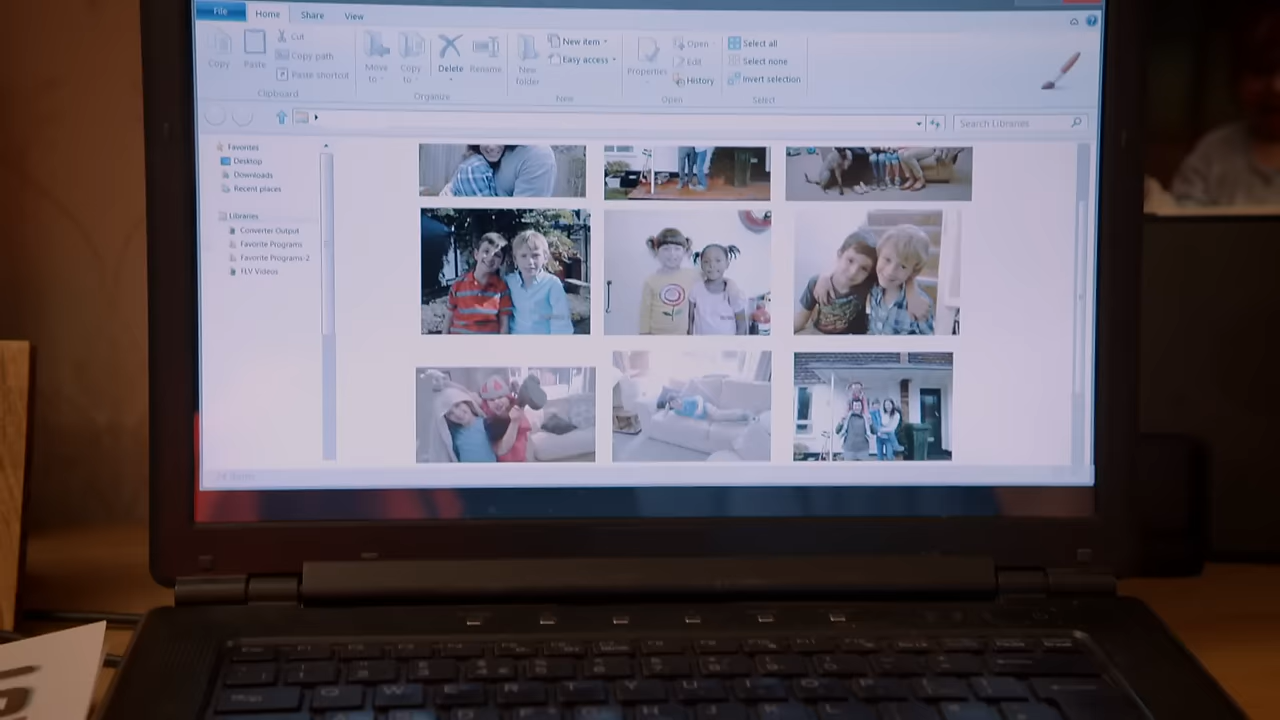 File Home Share View
Copy
Paste
Cut
Copy path
Paste shortcut
Clipboard
Move to
Copy to
Delete
Rename
Organize
New folder
New item
Easy access
New
Properties
Open
Edit
History
Open
Select all
Select none
Invert selection
Select
Search Libraries
Favorites
Desktop
Downloads
Recent places
Libraries
Converter Output
Favorite Programs
Favorite Programs-2
FLV Videos